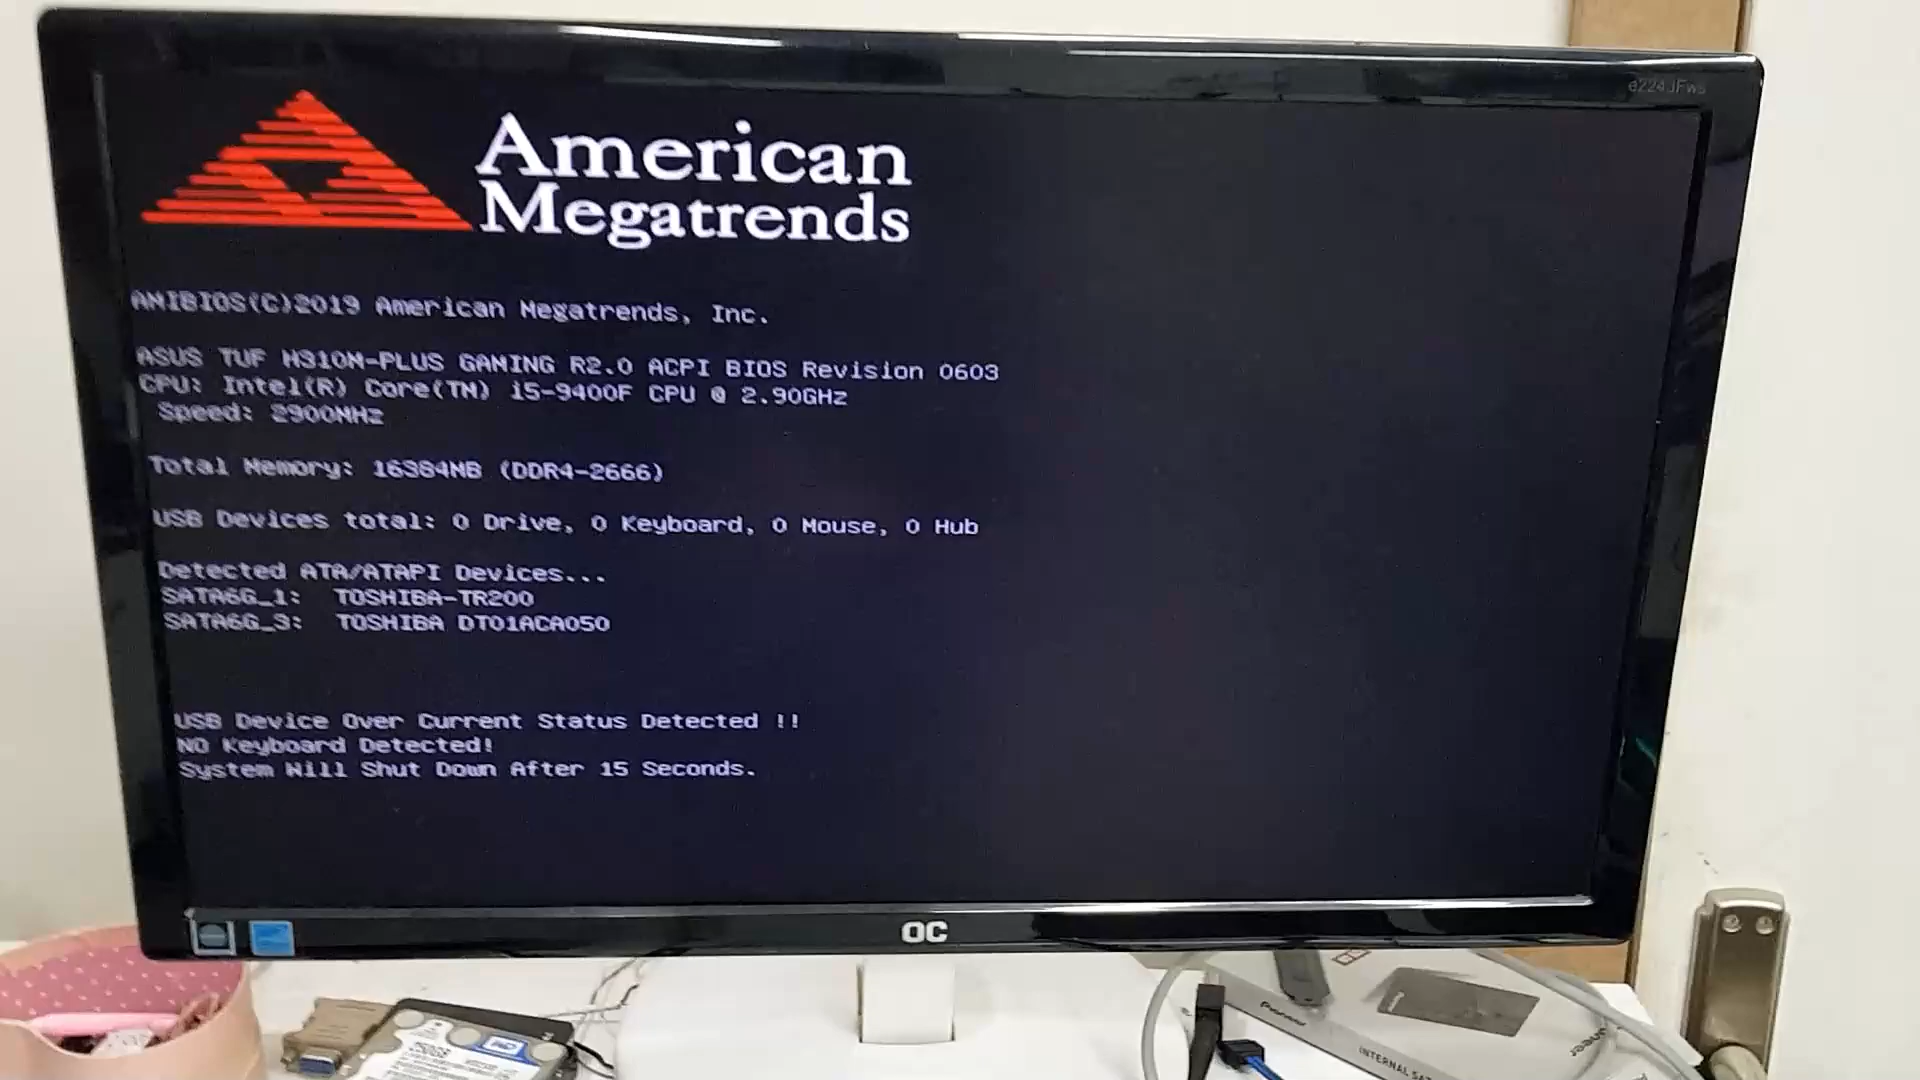 e2243Fws
American
Megatrends
AMIBIOS(C)2019 American Megatrends, Inc.
ASUS TUF H310M-PLUS GAMING R2.0 ACPI BIOS Revision 0603
CPU: Intel(R) Core(TM) i5-9400F CPU @ 2.90GHz
Speed: 2900MHz
Total Memory: 16384MB (DDR4-2666)
USB Devices total: 0 Drive, 0 Keyboard, 0 Mouse, 0 Hub
Detected ATA/ATAPI Devices...
SATA6G_1: TOSHIBA-TR200
SATA6G_3: TOSHIBA DT01ACA050
USB Device Over Current Status Detected !!
NO Keyboard Detected!
System Will Shut Down After 15 Seconds.
OC
Pioneer
INTERNAL